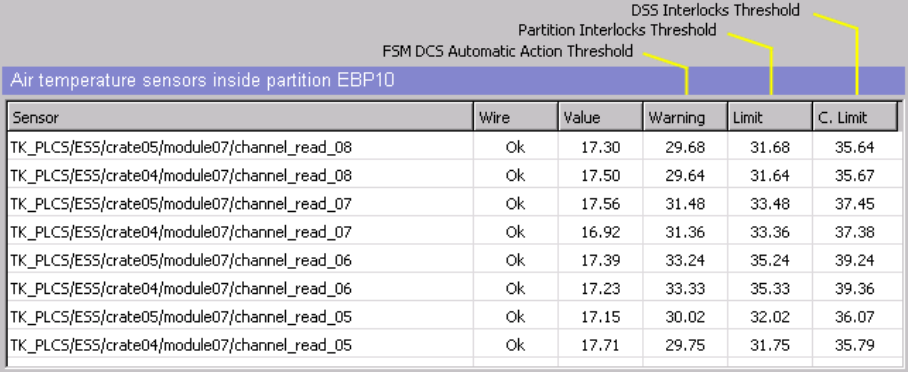 DSS Interlocks Threshold
Partition Interlocks Threshold
FSM DCS Automatic Action Threshold
Air temperature sensors inside partition EBP10
Sensor Wire Value Warning Limit C. Limit
TK_PLCS/ESS/crate05/module07/channel_read_08 Ok 17.30 29.68 31.68 35.64
TK_PLCS/ESS/crate04/module07/channel_read_08 Ok 17.50 29.64 31.64 35.67
TK_PLCS/ESS/crate05/module07/channel_read_07 Ok 17.56 31.48 33.48 37.45
TK_PLCS/ESS/crate04/module07/channel_read_07 Ok 16.92 31.36 33.36 37.38
TK_PLCS/ESS/crate05/module07/channel_read_06 Ok 17.39 33.24 35.24 39.24
TK_PLCS/ESS/crate04/module07/channel_read_06 Ok 17.23 33.33 35.33 39.36
TK_PLCS/ESS/crate05/module07/channel_read_05 Ok 17.15 30.02 32.02 36.07
TK_PLCS/ESS/crate04/module07/channel_read_05 Ok 17.71 29.75 31.75 35.79